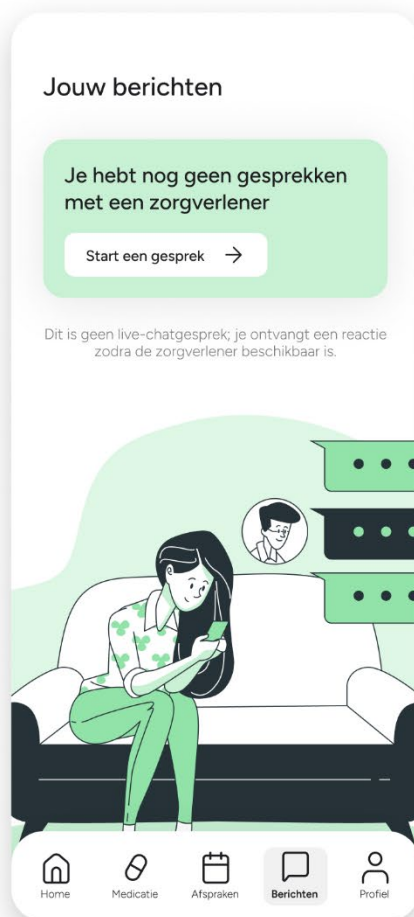 Jouw berichten
Je hebt nog geen gesprekken
met een zorgverlener
Start een gesprek
Dit is geen live-chatgesprek; je ontvangt een reactie
zodra de zorgverlener beschikbaar is.
Home
Medicatie
Afspraken
Berichten
Profiel